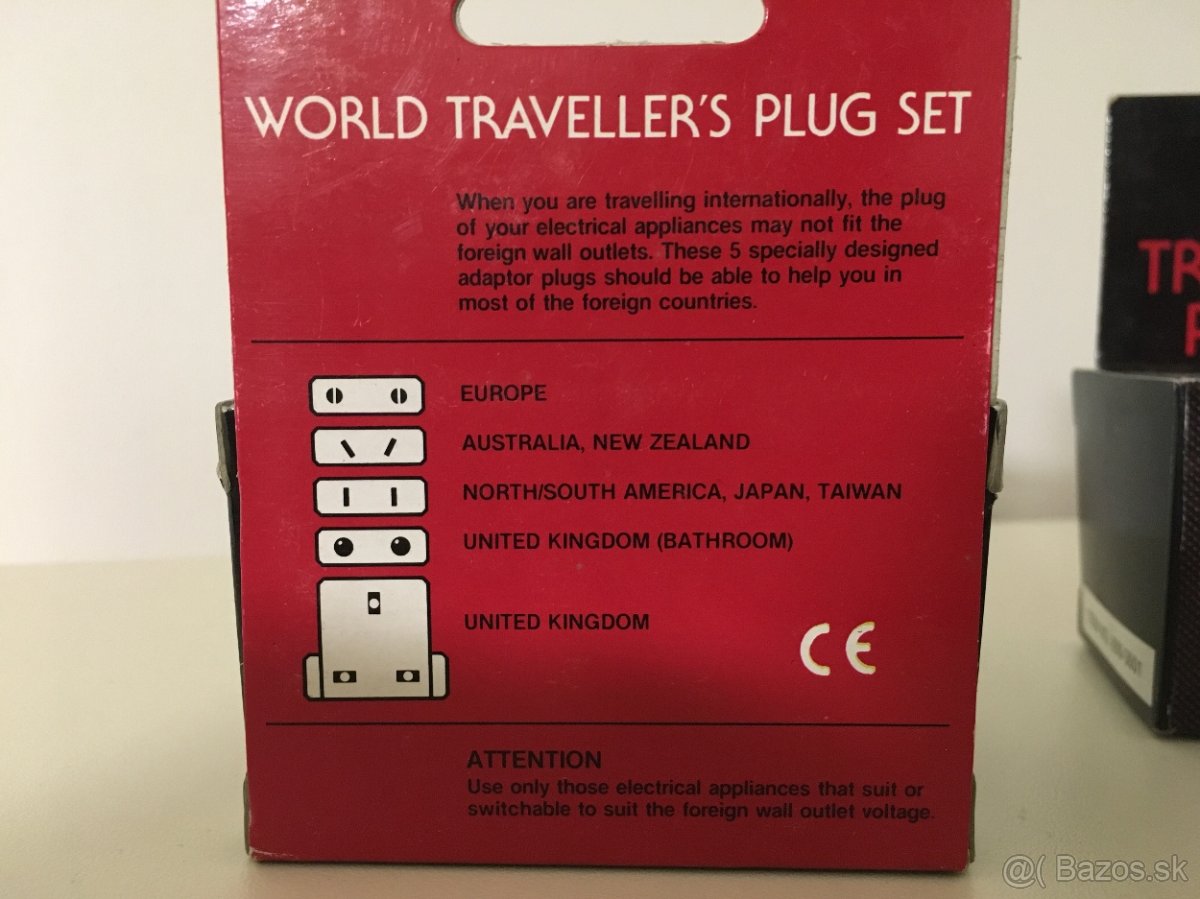 WORLD TRAVELLER'S PLUG SET
When you are travelling internationally, the plug
of your electrical appliances may not fit the
foreign wall outlets. These 5 specially designed
adaptor plugs should be able to help you in
most of the foreign countries.
EUROPE
AUSTRALIA, NEW ZEALAND
NORTH/SOUTH AMERICA, JAPAN, TAIWAN
UNITED KINGDOM (BATHROOM)
UNITED KINGDOM
CE
ATTENTION
Use only those electrical appliances that suit or
switchable to suit the foreign wall outlet voltage.
TR
P
@( Bazos.sk